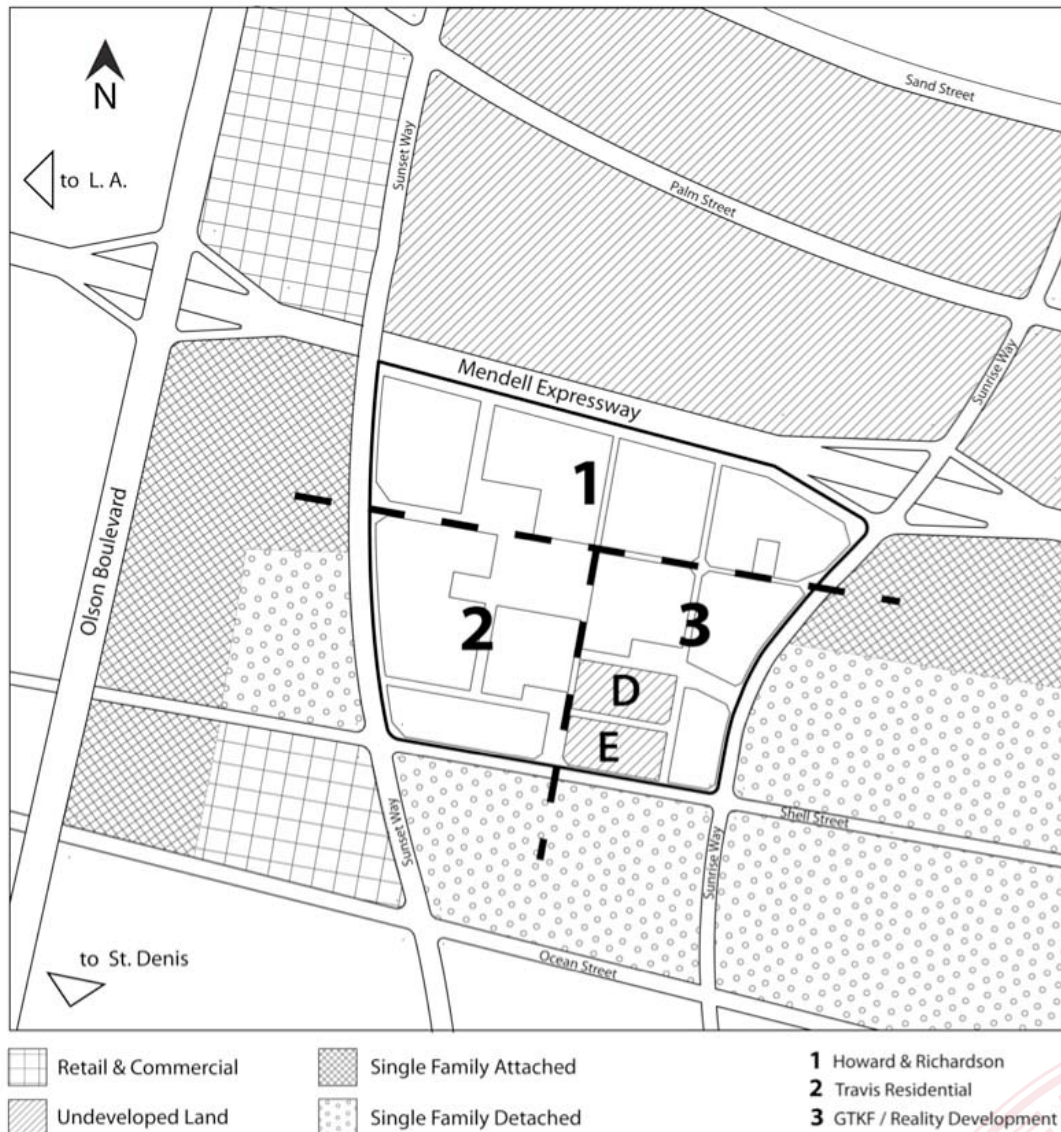 N
to L. A.
Sunset Way
Sand Street
Palm Street
Sunrise Way
Mendell Expressway
Olson Boulevard
1
2
3
D
E
Shell Street
Sunset Way
Sunrise Way
Ocean Street
to St. Denis
Retail & Commercial
Undeveloped Land
Single Family Attached
Single Family Detached
1 Howard & Richardson
2 Travis Residential
3 GTKF / Reality Development